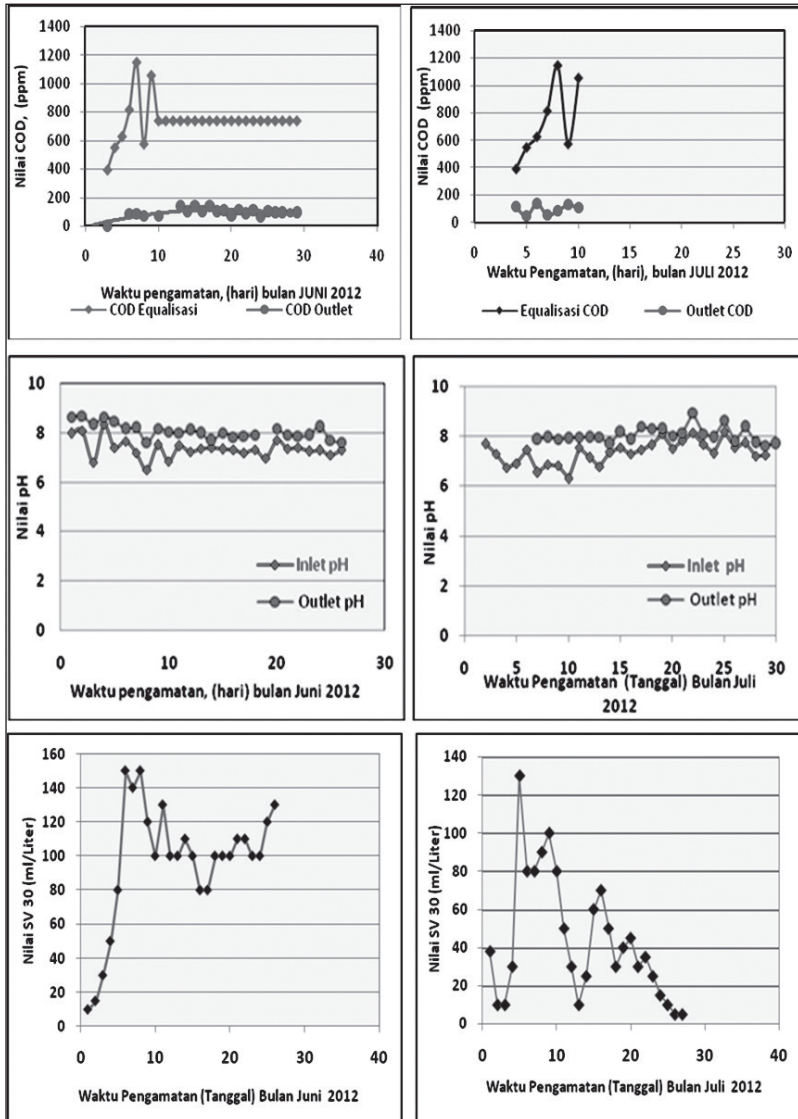 Nilai COD, (ppm)
1400
1200
1000
800
600
400
200
0
0 10 20 30 40
Waktu pengamatan, (hari) bulan JUNI 2012
COD Equalisasi COD Outlet
Nilai COD (ppm)
1400
1200
1000
800
600
400
200
0
0 5 10 15 20 25 30
Waktu Pengamatan, (hari), bulan JULI 2012
Equalisasi COD Outlet COD
Nilai pH
10
8
6
4
2
0
Inlet pH
Outlet pH
0 10 20 30
Waktu pengamatan, (hari) bulan Juni 2012
Nilai pH
10
8
6
4
2
0
Inlet pH
Outlet pH
0 5 10 15 20 25 30
Waktu Pengamatan (Tanggal) Bulan Juli
2012
Nilai SV 30 (ml/Liter)
160
140
120
100
80
60
40
20
0
0 10 20 30 40
Waktu Pengamatan (Tanggal) Bulan Juni 2012
Nilai SV 30 (ml/Liter)
140
120
100
80
60
40
20
0
0 10 20 30 40
Waktu Pengamatan (Tanggal) Bulan Juli 2012